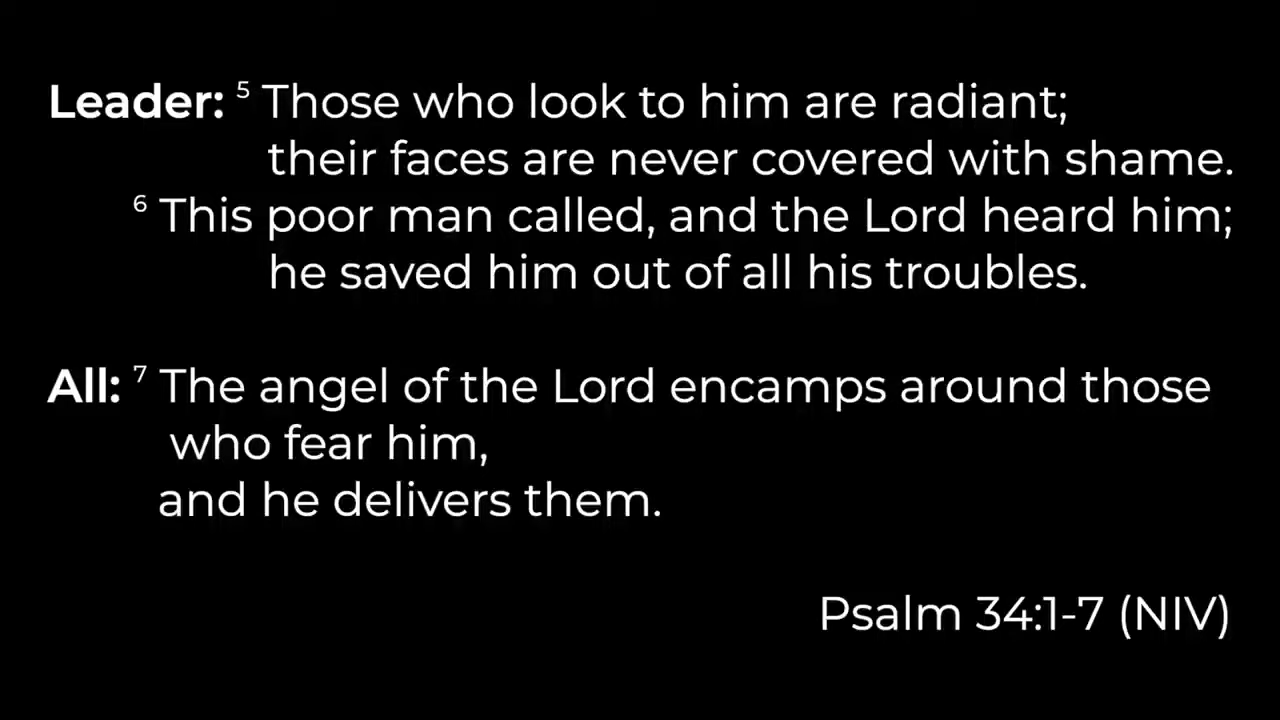 Leader: ⁵ Those who look to him are radiant;
their faces are never covered with shame.
⁶ This poor man called, and the Lord heard him;
he saved him out of all his troubles.
All: ⁷ The angel of the Lord encamps around those
who fear him,
and he delivers them.
Psalm 34:1-7 (NIV)